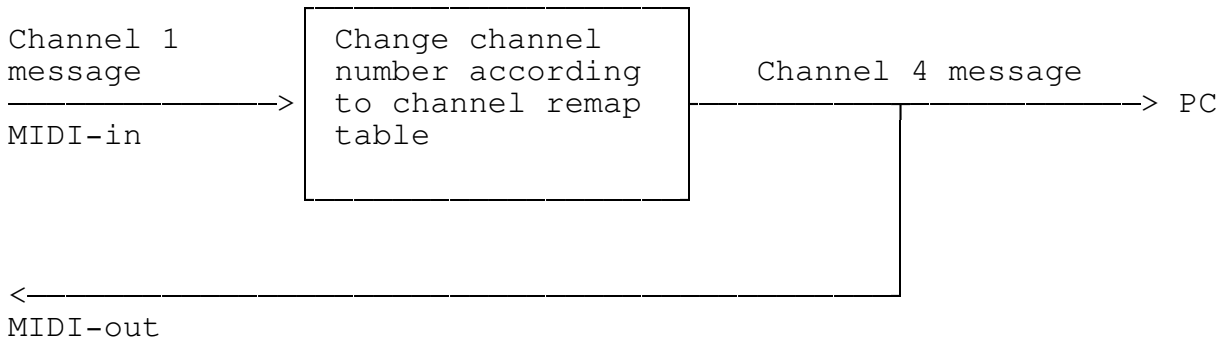 Channel 1
message
MIDI-in
Change channel
number according
to channel remap
table
Channel 4 message
PC
MIDI-out